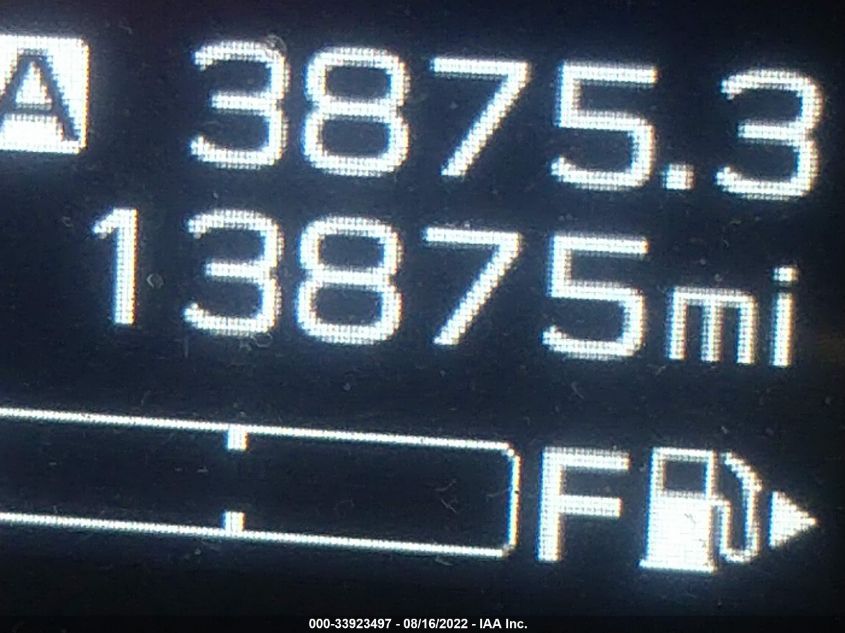 A 3875.3
13875mi
F
000-33923497 - 08/16/2022 - IAA Inc.